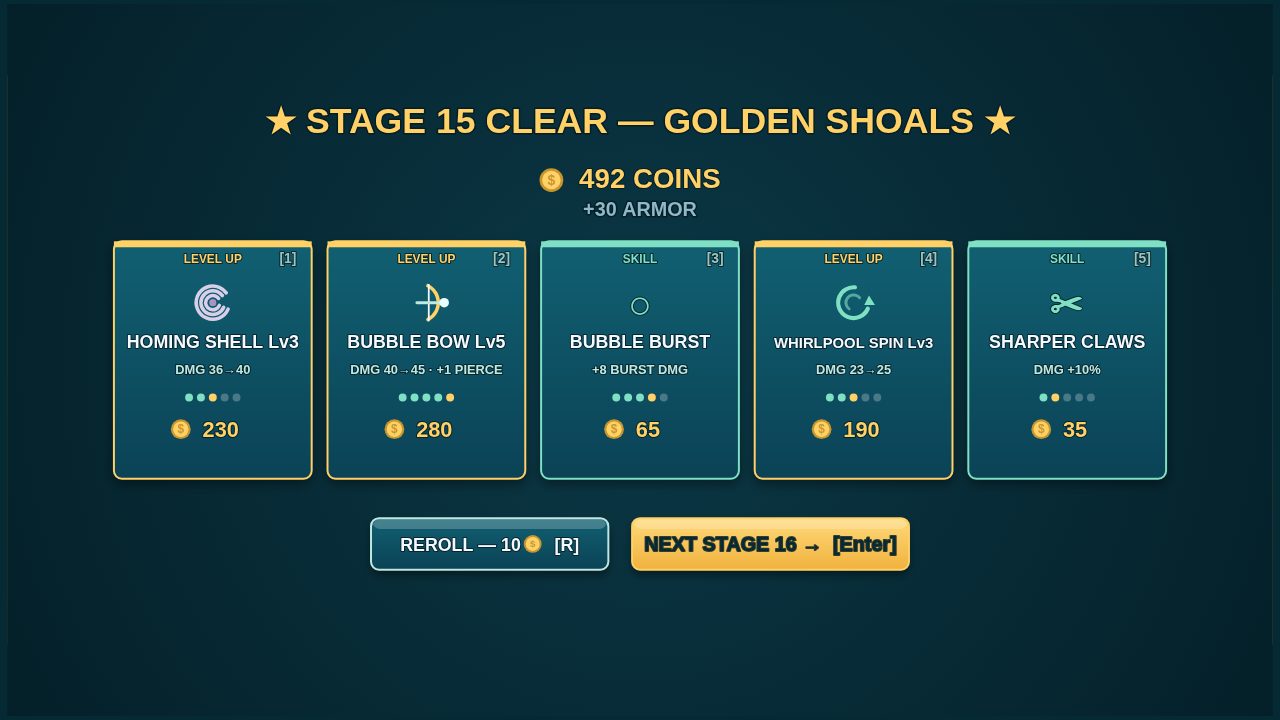 ★ STAGE 15 CLEAR — GOLDEN SHOALS ★
492 COINS
+30 ARMOR
LEVEL UP [1]
HOMING SHELL Lv3
DMG 36→40
230
LEVEL UP [2]
BUBBLE BOW Lv5
DMG 40→45 · +1 PIERCE
280
SKILL [3]
BUBBLE BURST
+8 BURST DMG
65
LEVEL UP [4]
WHIRLPOOL SPIN Lv3
DMG 23→25
190
SKILL [5]
SHARPER CLAWS
DMG +10%
35
REROLL — 10 [R]
NEXT STAGE 16 → [Enter]